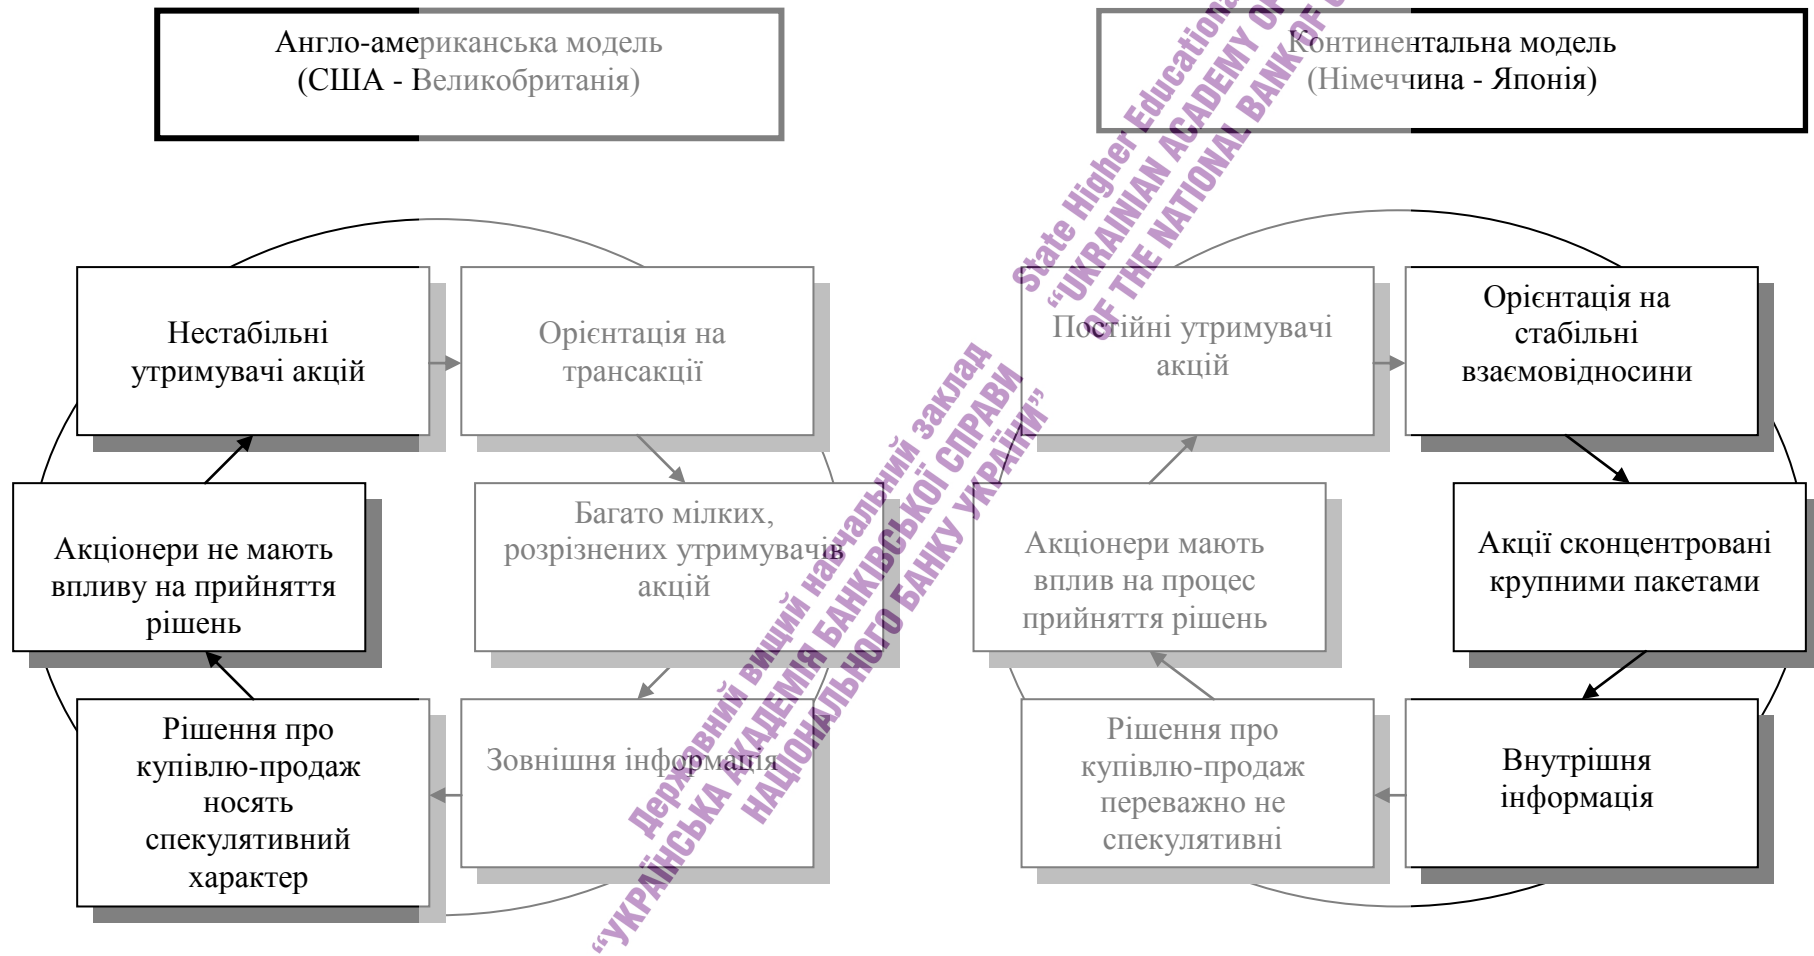 Англо-американська модель
(США - Великобританія)
Континентальна модель
(Німеччина - Японія)
Нестабільні
утримувачі акцій
Орієнтація на
трансакції
Багато мілких,
розрізнених утримувачів
акцій
Зовнішня інформація
Рішення про
купівлю-продаж
носять
спекулятивний
характер
Акціонери не мають
впливу на прийняття
рішень
Постійні утримувачі
акцій
Орієнтація на
стабільні
взаємовідносини
Акції сконцентровані
крупними пакетами
Внутрішня
інформація
Рішення про
купівлю-продаж
переважно не
спекулятивні
Акціонери мають
вплив на процес
прийняття рішень
Державний вищий навчальний заклад
“УКРАЇНСЬКА АКАДЕМІЯ БАНКІВСЬКОЇ СПРАВИ
НАЦІОНАЛЬНОГО БАНКУ УКРАЇНИ”
State Higher Educational
“UKRAINIAN ACADEMY OF
OF THE NATIONAL BANK OF